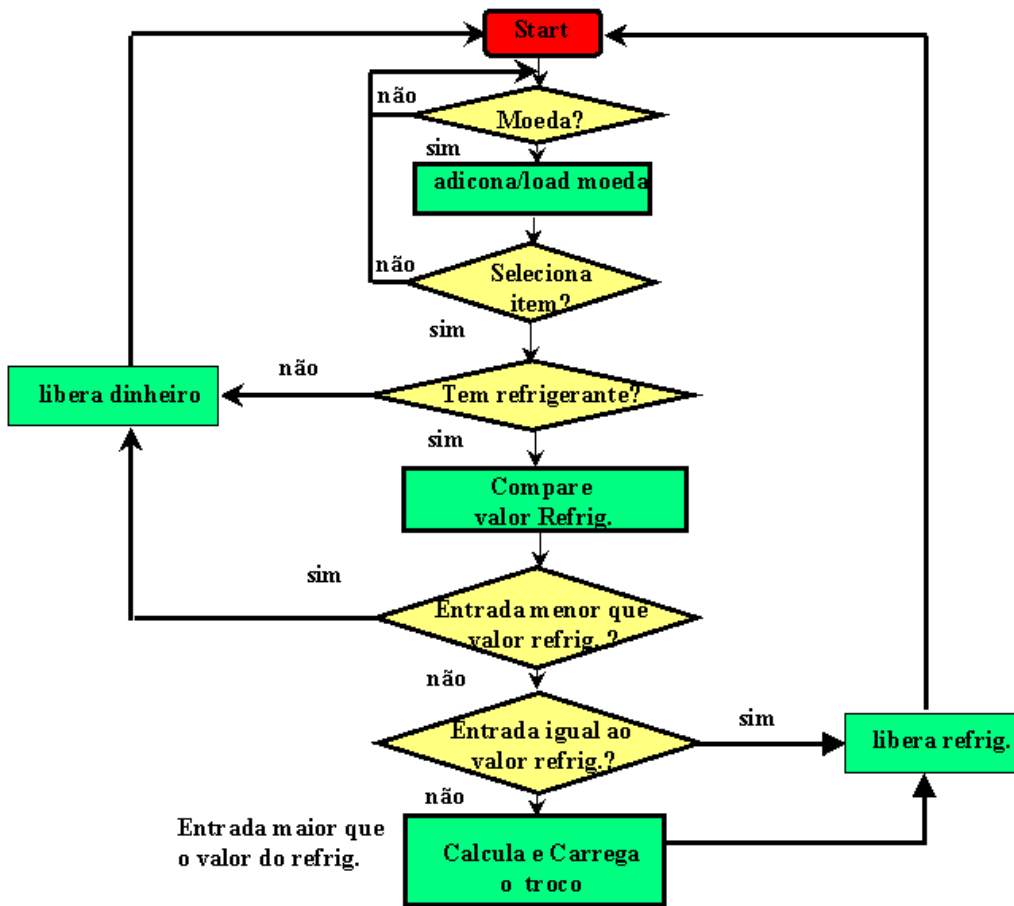 Start
não
Moeda?
sim
adicona/load moeda
não
Seleciona
item?
sim
não
libera dinheiro
Tem refrigerante?
sim
Compare
valor Refrig.
sim
Entrada menor que
valor refrig. ?
não
Entrada igual ao
valor refrig.?
sim
libera refrig.
não
Entrada maior que
o valor do refrig.
Calcula e Carrega
o troco